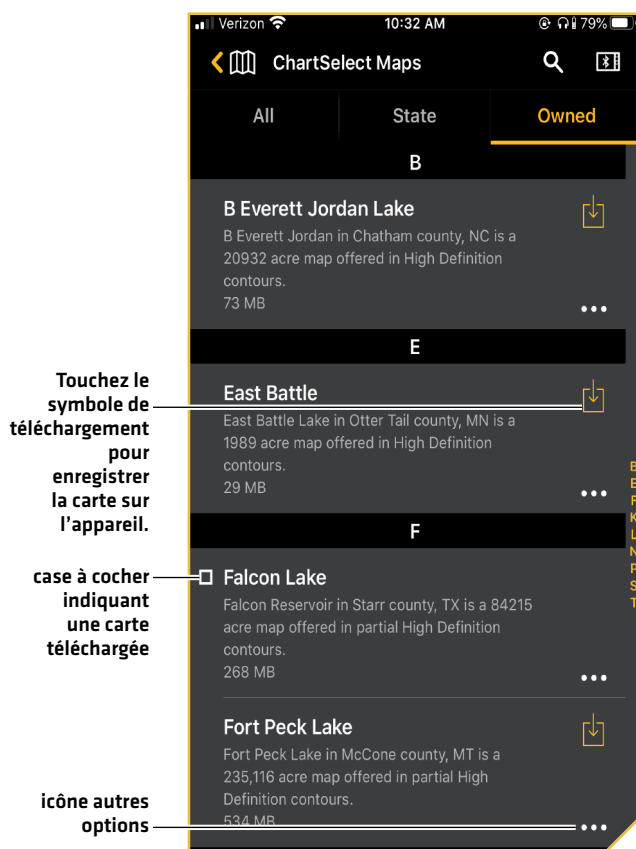 Verizon 10:32 AM 79%
ChartSelect Maps
All State Owned
B
B Everett Jordan Lake
B Everett Jordan in Chatham county, NC is a
20932 acre map offered in High Definition
contours.
73 MB
E
Touchez le
symbole de
téléchargement
pour
enregistrer
la carte sur
l'appareil.
East Battle
East Battle Lake in Otter Tail county, MN is a
1989 acre map offered in High Definition
contours.
29 MB
F
case à cocher
indiquant
une carte
téléchargée
Falcon Lake
Falcon Reservoir in Starr county, TX is a 84215
acre map offered in partial High Definition
contours.
268 MB
Fort Peck Lake
Fort Peck Lake in McCone county, MT is a
235,116 acre map offered in partial High
Definition contours.
534 MB
icône autres
options
B
E
F
K
L
N
P
S
T